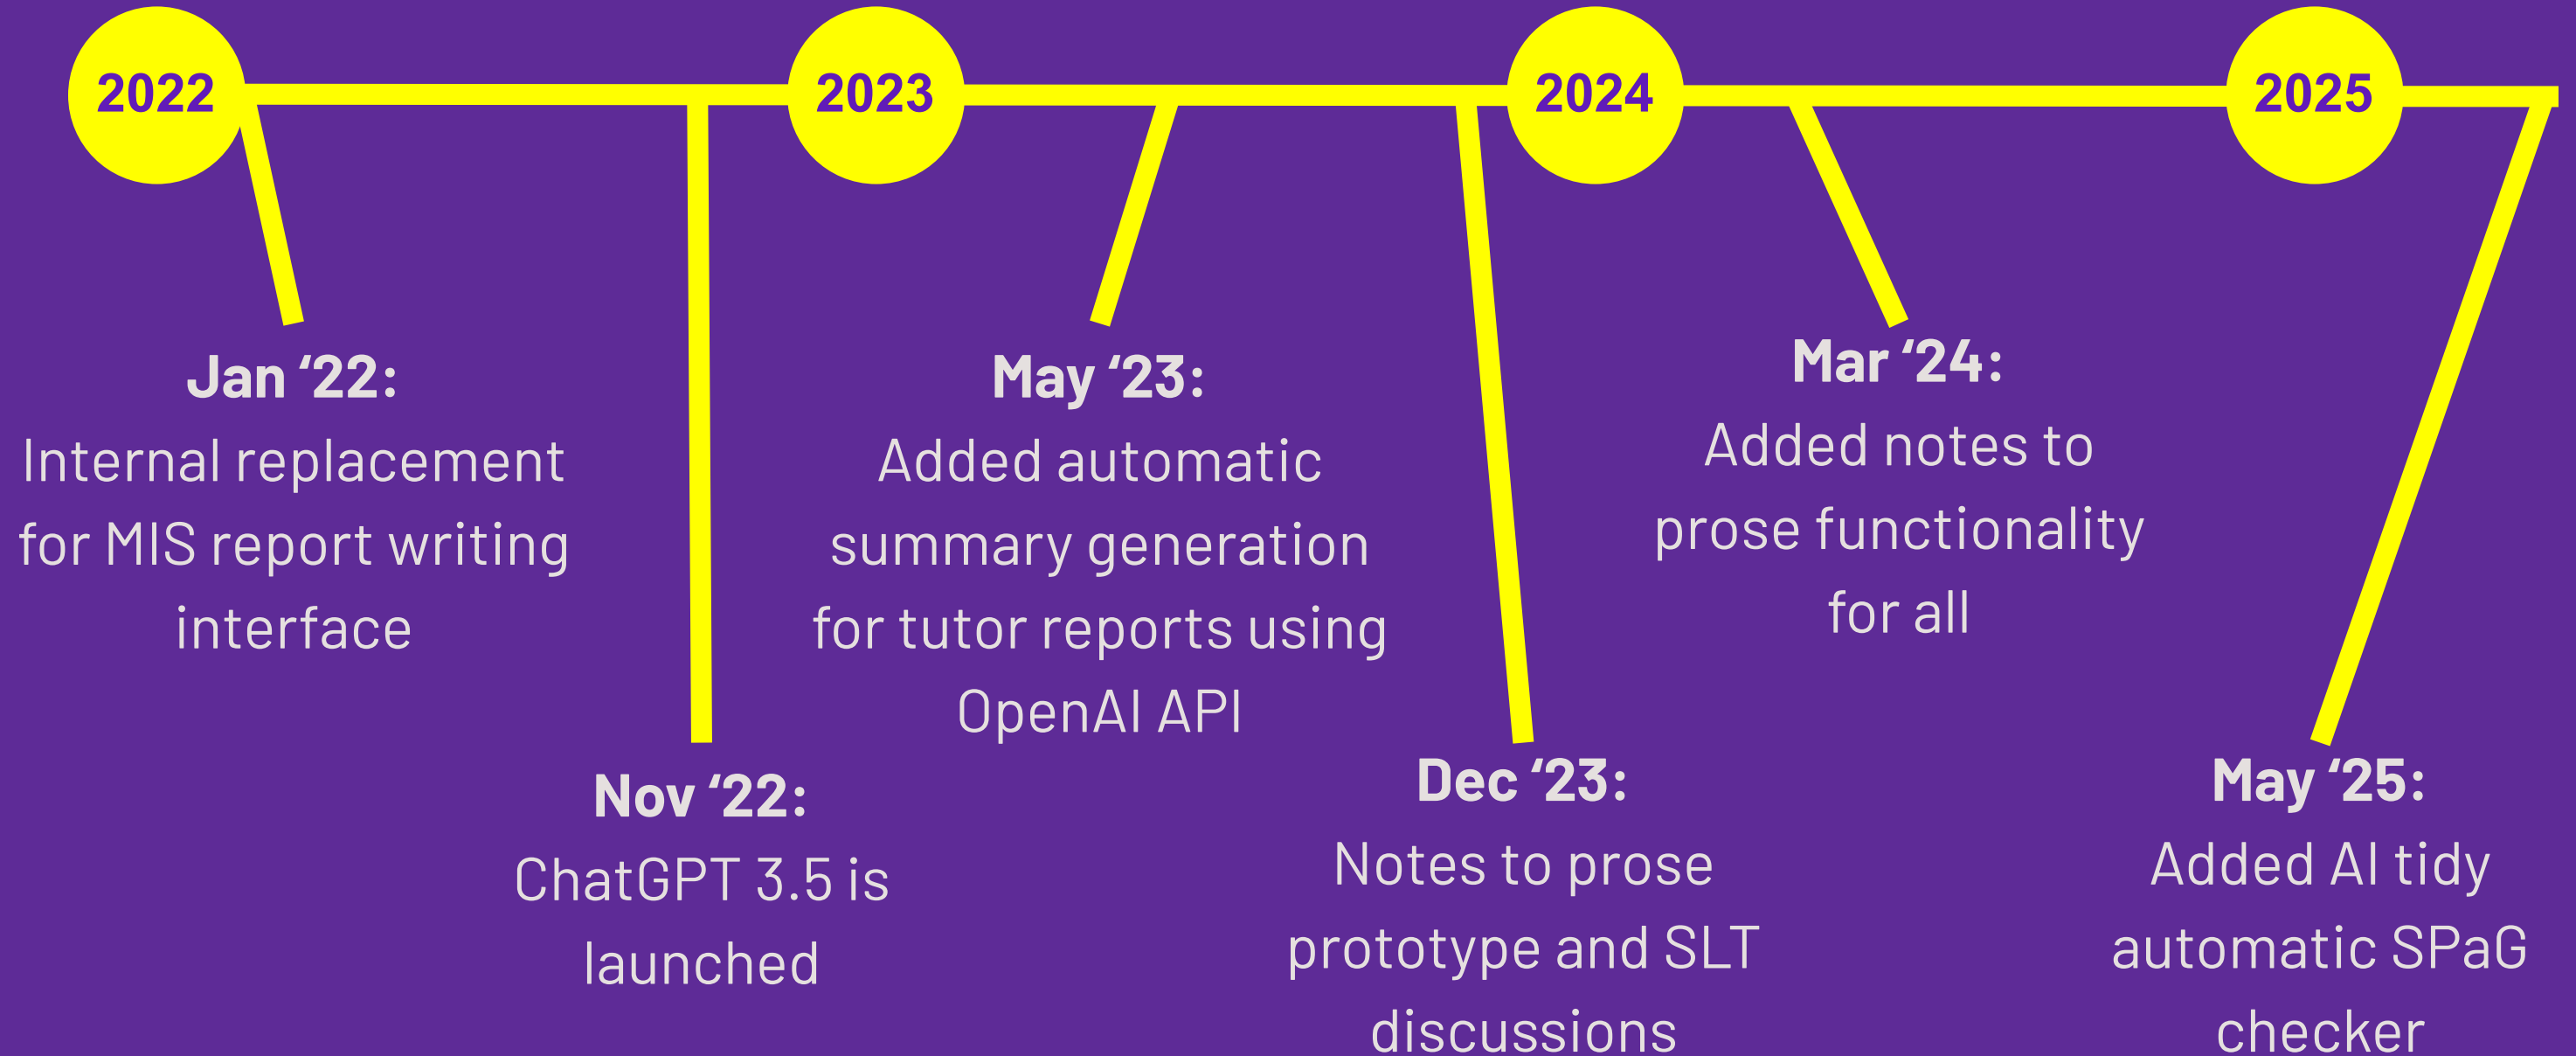 2022
2023
2024
2025
Jan ‘22:
Internal replacement
for MIS report writing
interface
Nov ‘22:
ChatGPT 3.5 is
launched
May ‘23:
Added automatic
summary generation
for tutor reports using
OpenAI API
Dec ‘23:
Notes to prose
prototype and SLT
discussions
Mar ‘24:
Added notes to
prose functionality
for all
May ‘25:
Added AI tidy
automatic SPaG
checker